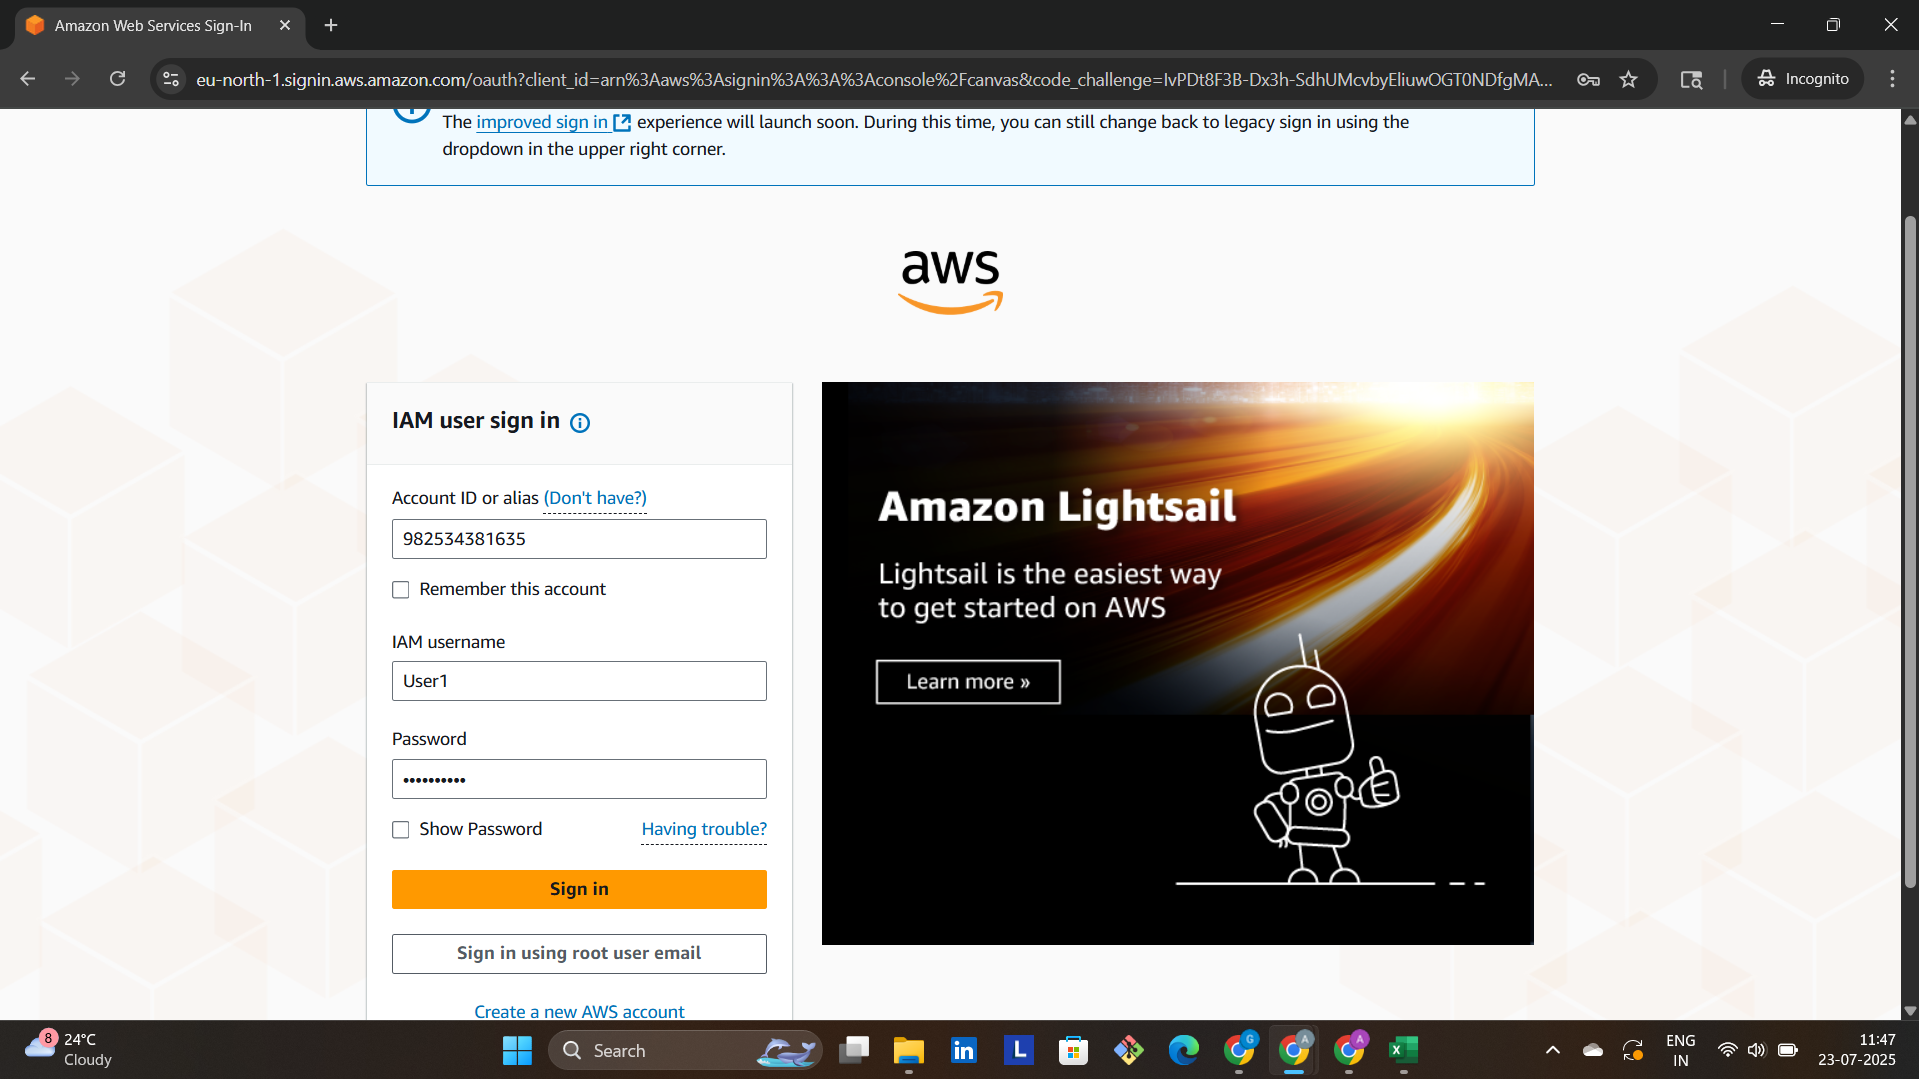 Amazon Web Services Sign-In
eu-north-1.signin.aws.amazon.com/oauth?client_id=arn%3Aaws%3Asignin%3A%3A%3Aconsole%2Fcanvas&code_challenge=IvPDt8F3B-Dx3h-SdhUMcvbyEliuwOGT0NDfgMA...
Incognito
The improved sign in experience will launch soon. During this time, you can still change back to legacy sign in using the
dropdown in the upper right corner.
aws
IAM user sign in
Account ID or alias (Don't have?)
982534381635
Remember this account
IAM username
User1
Password
••••••••••
Show Password
Having trouble?
Sign in
Sign in using root user email
Create a new AWS account
Amazon Lightsail
Lightsail is the easiest way
to get started on AWS
Learn more »
8
24°C
Cloudy
Search
in
L
G
A
A
X
ENG
IN
11:47
23-07-2025